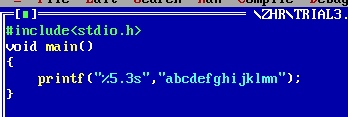 \ZHR\TRIAL3.
#include<stdio.h>
void main()
{
printf("%5.3s","abcdefghijklmn");
}